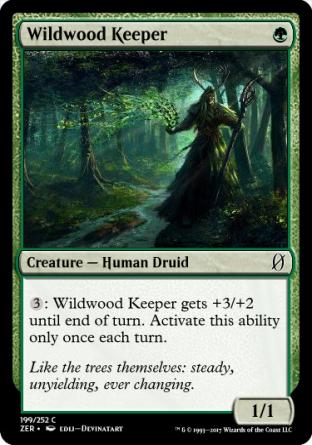 Wildwood Keeper
Creature — Human Druid
3: Wildwood Keeper gets +3/+2
until end of turn. Activate this ability
only once each turn.
Like the trees themselves: steady,
unyielding, ever changing.
1/1
199/252 C
ZER • EDLI–DEVINATART
™ & © 1993–2017 Wizards of the Coast LLC